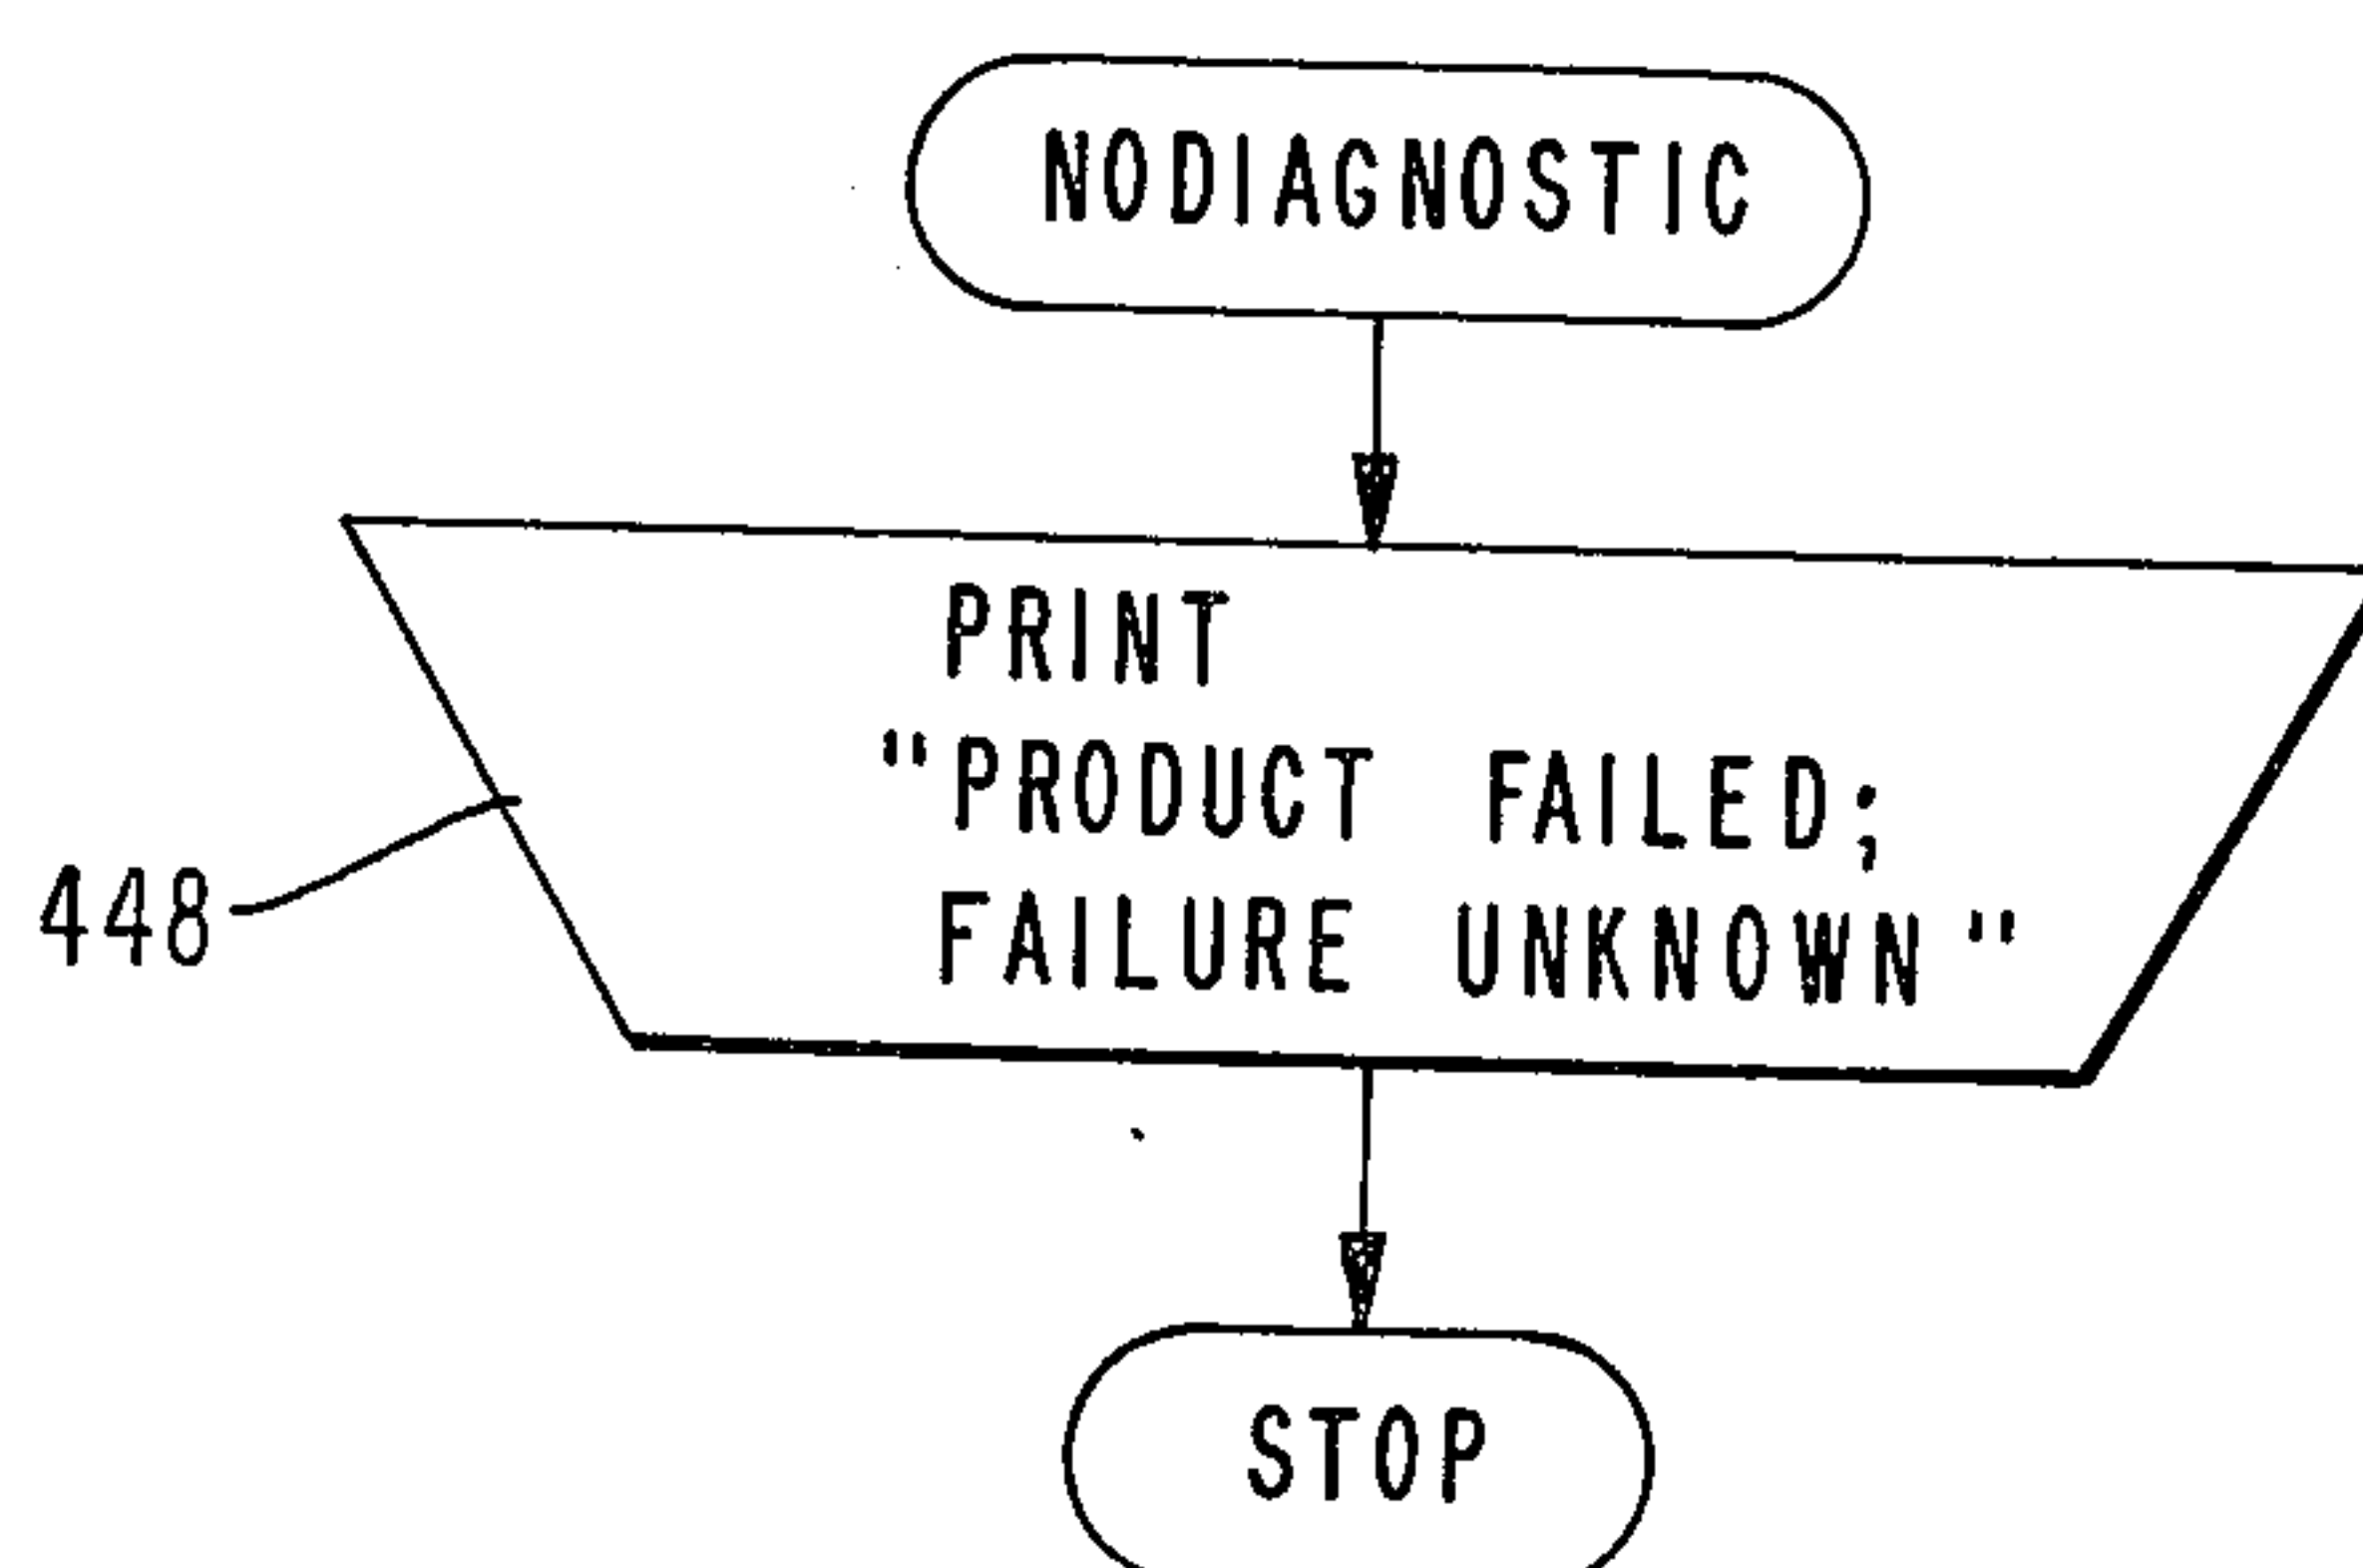 NODIAGNOSTIC
PRINT
"PRODUCT FAILED;
FAILURE UNKNOWN"
448
STOP